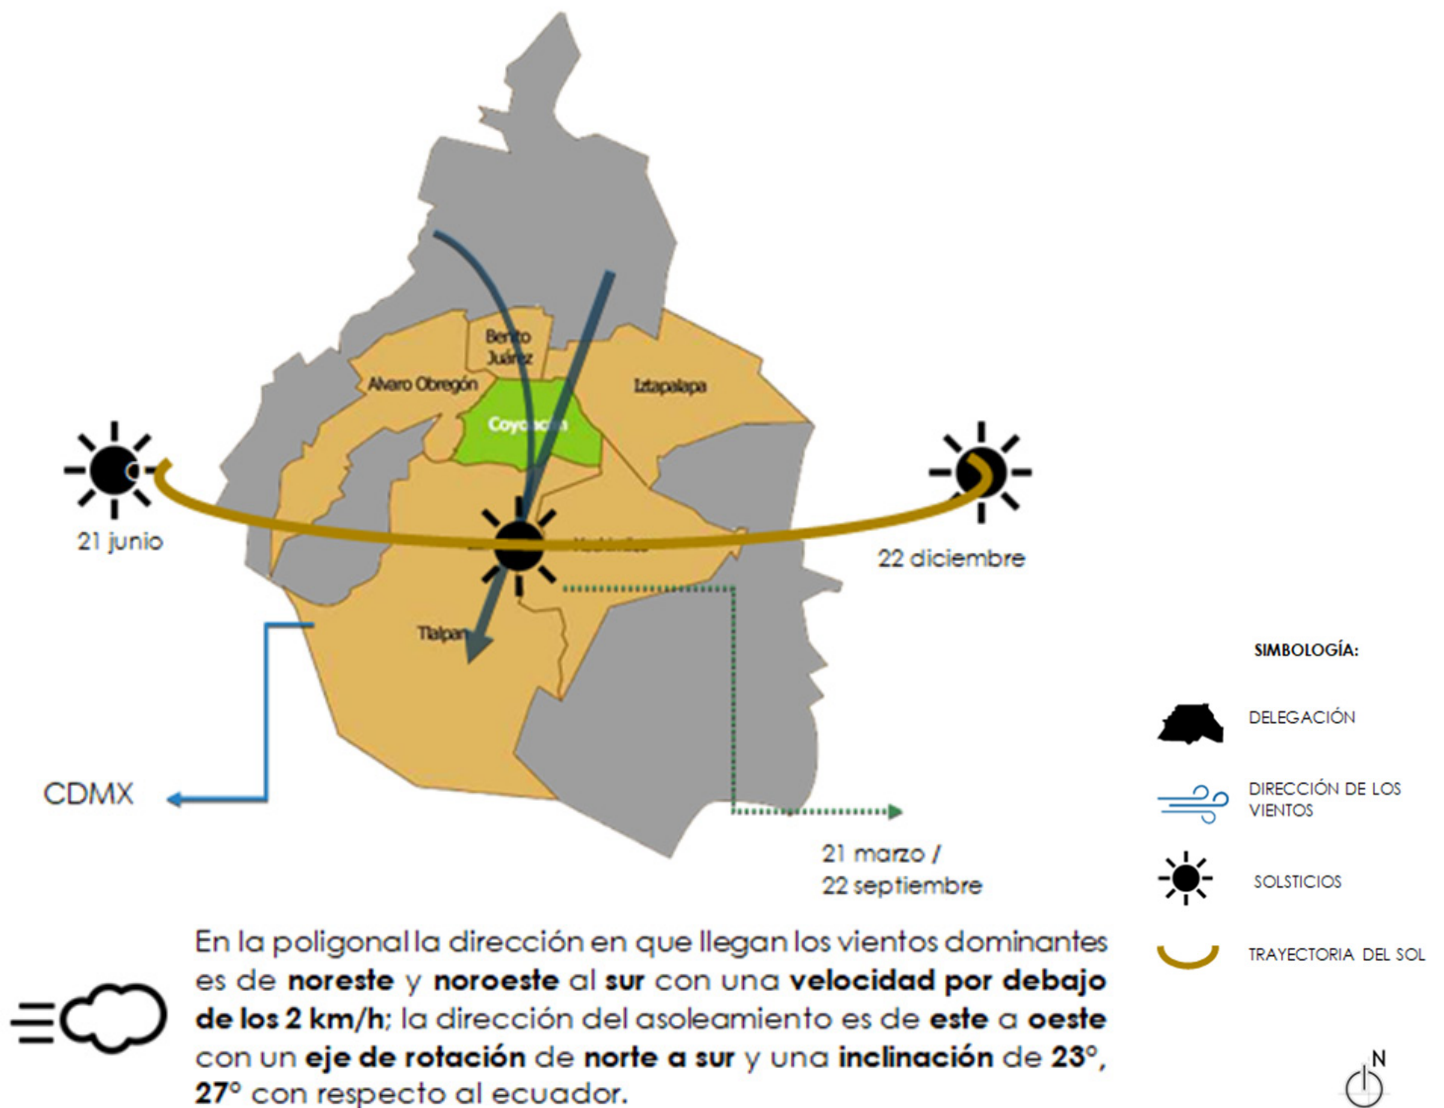 Benito
Juárez
Alvaro Obregón
Iztapalapa
Coyoacán
21 junio
22 diciembre
Tlalpan
CDMX
21 marzo /
22 septiembre
SIMBOLOGÍA:
DELEGACIÓN
DIRECCIÓN DE LOS
VIENTOS
SOLSTICIOS
TRAYECTORIA DEL SOL
En la poligonal la dirección en que llegan los vientos dominantes
es de noreste y noroeste al sur con una velocidad por debajo
de los 2 km/h; la dirección del asoleamiento es de este a oeste
con un eje de rotación de norte a sur y una inclinación de 23°,
27° con respecto al ecuador.
N